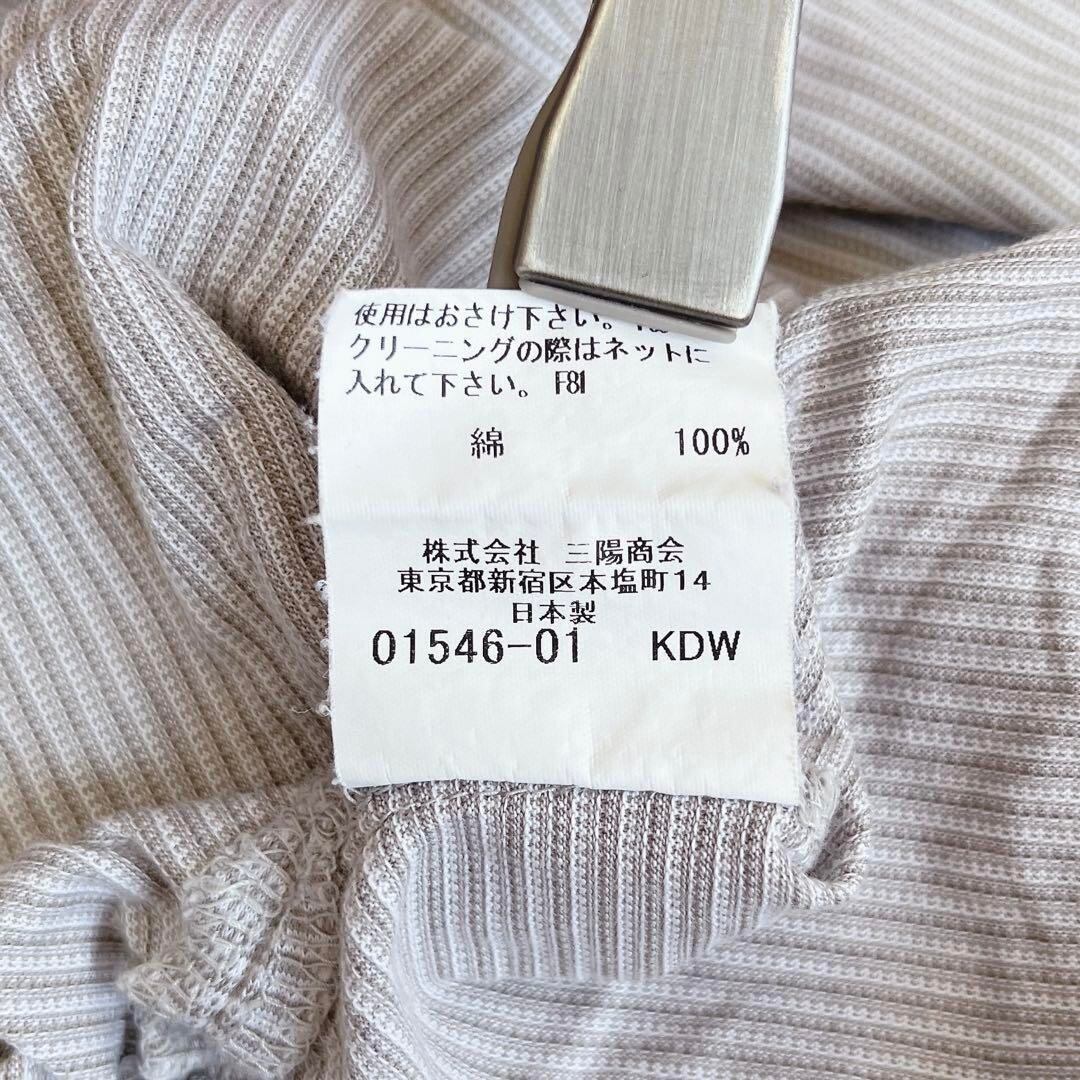 使用はおさけ下さい。
クリーニングの際はネットに
入れて下さい。 F81
綿 100%
株式会社 三陽商会
東京都新宿区本塩町14
日本製
01546-01 KDW